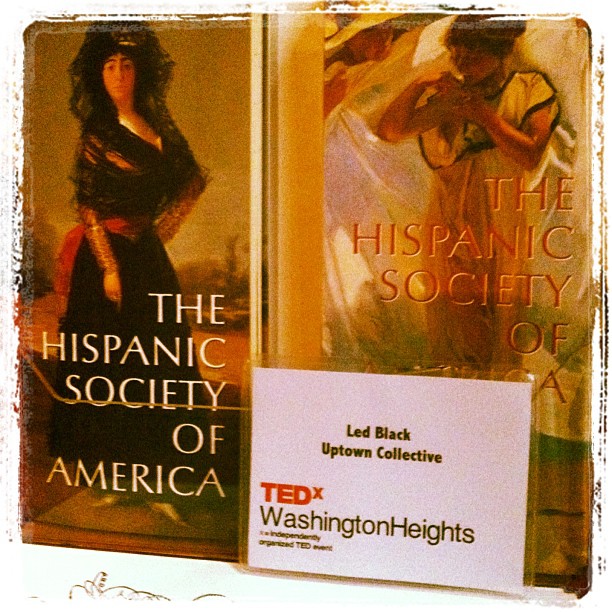 THE
HISPANIC
SOCIETY
OF
AMERICA
THE
HISPANIC
SOCIETY
OF
AMERICA
Led Black
Uptown Collective
TEDx
WashingtonHeights
x = independently
organized TED event